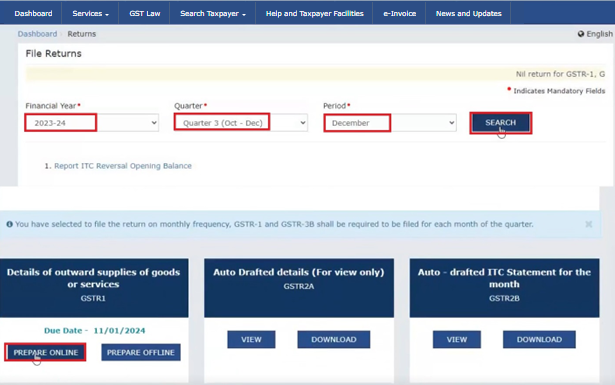 Dashboard Services GST Law Search Taxpayer Help and Taxpayer Facilities e-Invoice News and Updates
Dashboard Returns English
File Returns
Nil return for GSTR-1, G
* Indicates Mandatory Fields
Financial Year* Quarter* Period*
2023-24 Quarter 3 (Oct - Dec) December SEARCH
1. Report ITC Reversal Opening Balance
You have selected to file the return on monthly frequency, GSTR-1 and GSTR-3B shall be required to be filed for each month of the quarter.
Details of outward supplies of goods
or services
GSTR1
Due Date - 11/01/2024
PREPARE ONLINE PREPARE OFFLINE
Auto Drafted details (For view only)
GSTR2A
VIEW DOWNLOAD
Auto - drafted ITC Statement for the
month
GSTR2B
VIEW DOWNLOAD